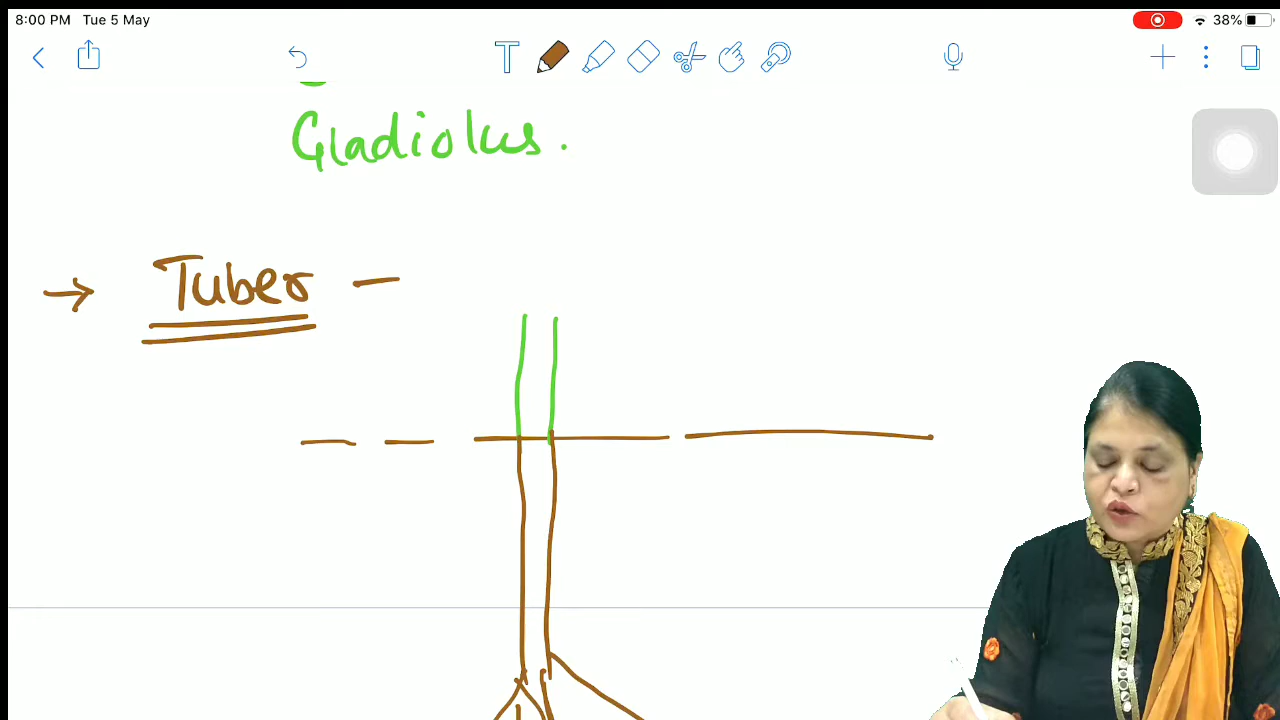 8:00 PM Tue 5 May 38%
T
Gladiolus.
→ Tuber –